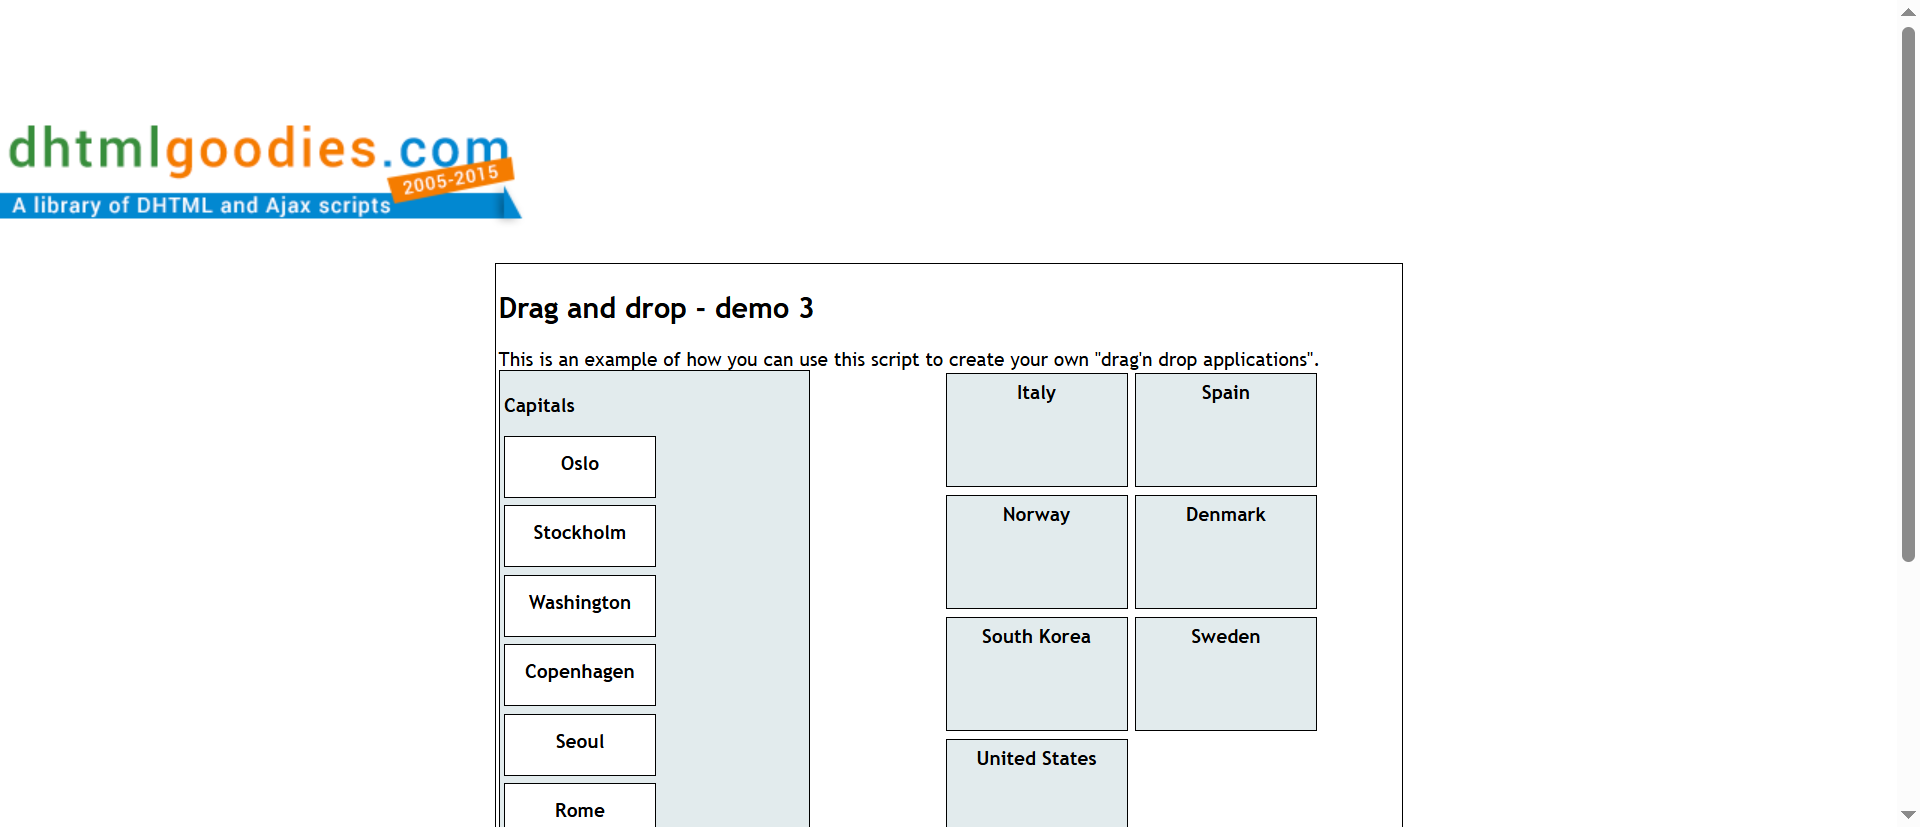 dhtmlgoodies.com
2005-2015
A library of DHTML and Ajax scripts
Drag and drop - demo 3
This is an example of how you can use this script to create your own "drag'n drop applications".
Capitals
Oslo
Stockholm
Washington
Copenhagen
Seoul
Rome
Italy
Spain
Norway
Denmark
South Korea
Sweden
United States